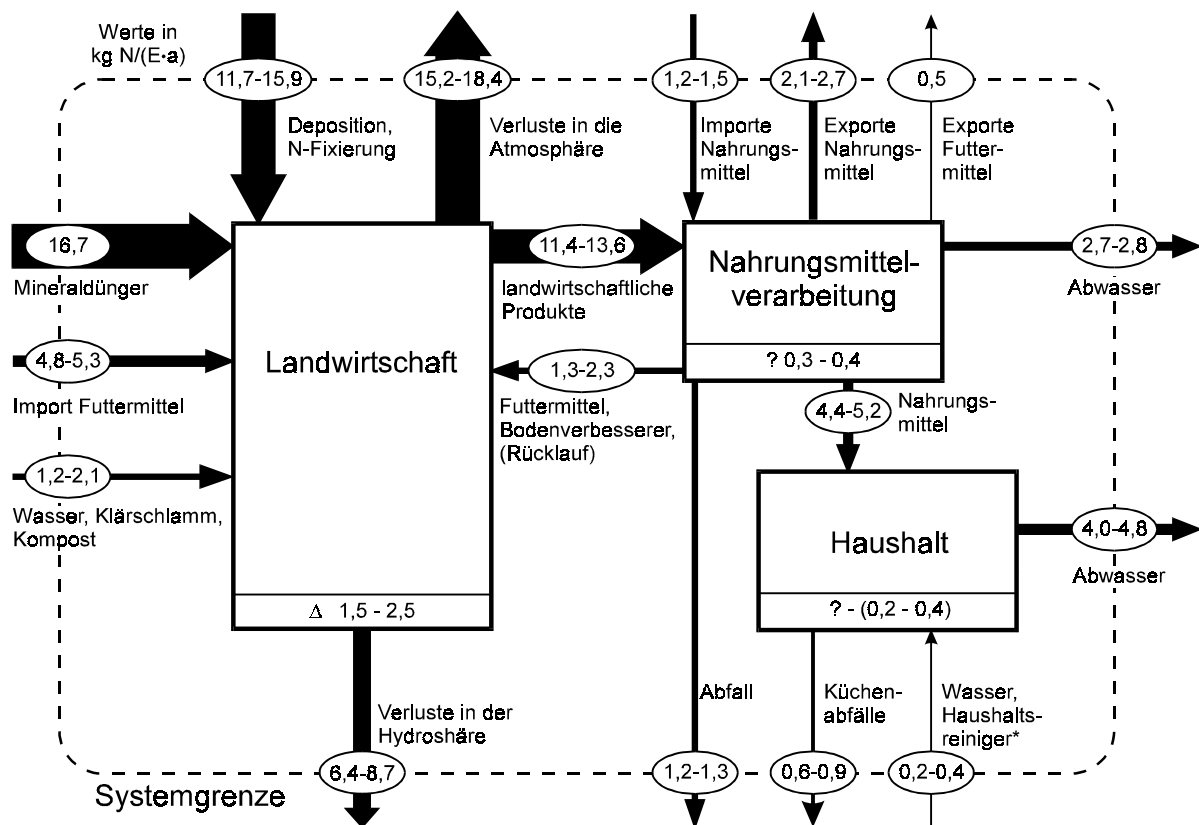 Werte in
kg N/(E•a)
11,7-15,9
15,2-18,4
1,2-1,5
2,1-2,7
0,5
Deposition,
N-Fixierung
Verluste in die
Atmosphäre
Importe
Nahrungs-
mittel
Exporte
Nahrungs-
mittel
Exporte
Futter-
mittel
16,7
Mineraldünger
11,4-13,6
landwirtschaftliche
Produkte
Nahrungsmittel-
verarbeitung
? 0,3 - 0,4
2,7-2,8
Abwasser
4,8-5,3
Import Futtermittel
Landwirtschaft
1,3-2,3
Futtermittel,
Bodenverbesserer,
(Rücklauf)
4,4-5,2
Nahrungs-
mittel
1,2-2,1
Wasser, Klärschlamm,
Kompost
Haushalt
? - (0,2 - 0,4)
4,0-4,8
Abwasser
Δ 1,5 - 2,5
Verluste in der
Hydroshäre
Abfall
Küchen-
abfälle
Wasser,
Haushalts-
reiniger*
6,4-8,7
1,2-1,3
0,6-0,9
0,2-0,4
Systemgrenze